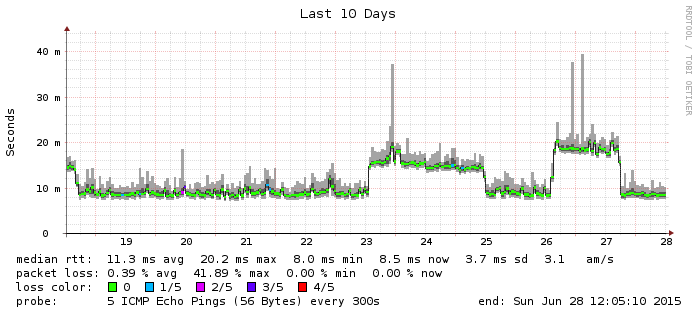 Last 10 Days
RRDTOOL / TOBI OETIKER
Seconds
40 m
30 m
20 m
10 m
0
19 20 21 22 23 24 25 26 27 28
median rtt: 11.3 ms avg 20.2 ms max 8.0 ms min 8.5 ms now 3.7 ms sd 3.1 am/s
packet loss: 0.39 % avg 41.89 % max 0.00 % min 0.00 % now
loss color: 0 1/5 2/5 3/5 4/5
probe: 5 ICMP Echo Pings (56 Bytes) every 300s end: Sun Jun 28 12:05:10 2015